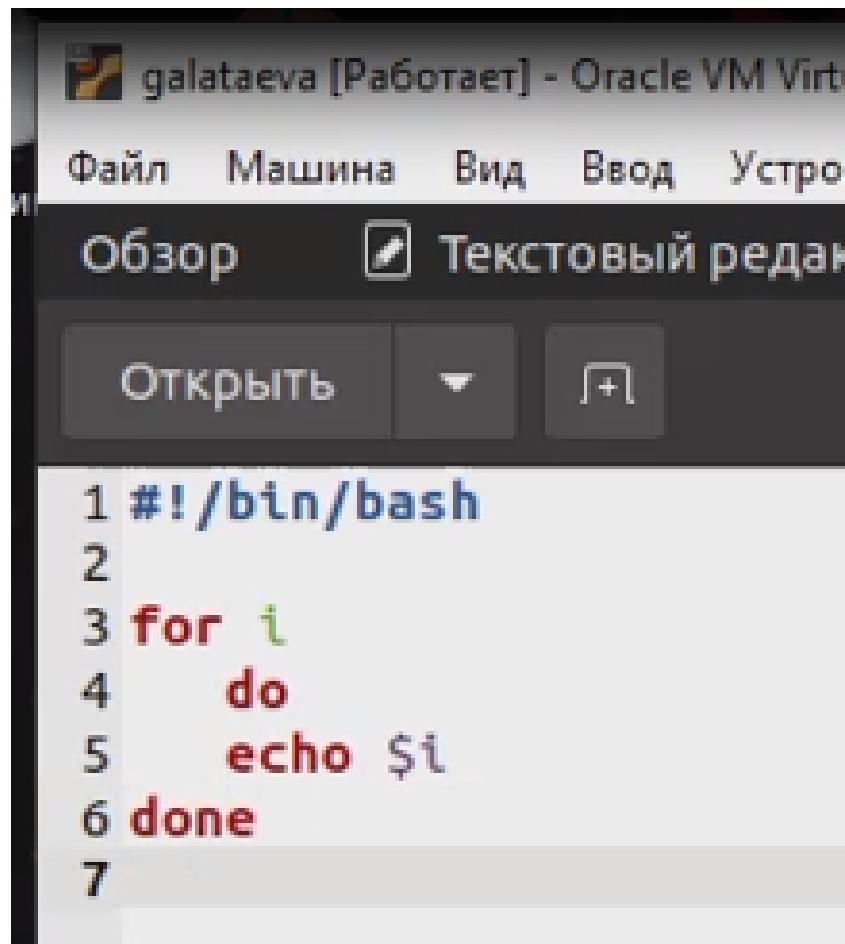 galataeva [Работает] - Oracle VM
Файл Машина Вид Ввод
Обзор Текстовый
Открыть
1 #!/bin/bash
2
3 for i
4 do
5 echo $i
6 done
7